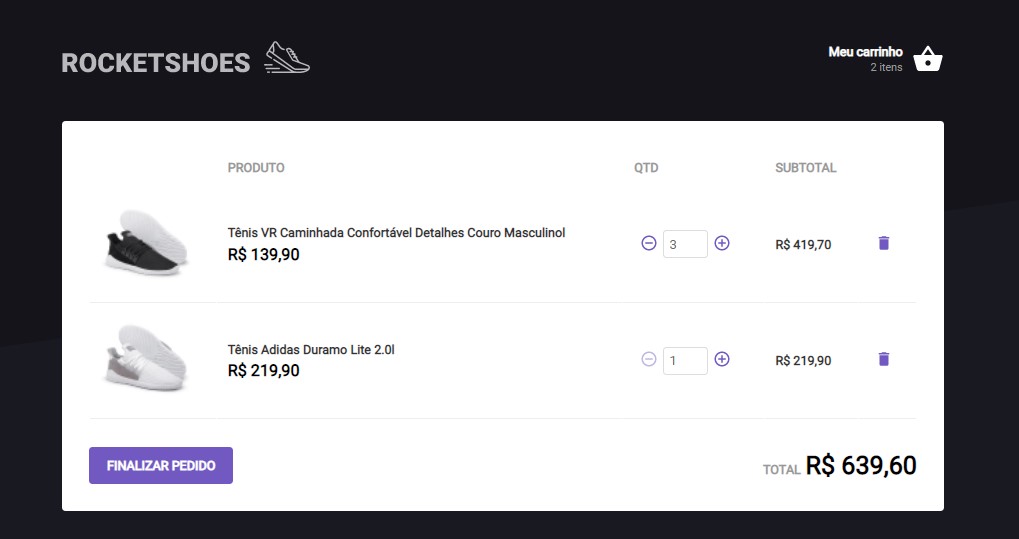 ROCKETSHOES
Meu carrinho
2 itens
PRODUTO QTD SUBTOTAL
Tênis VR Caminhada Confortável Detalhes Couro Masculinol
R$ 139,90
3
R$ 419,70
Tênis Adidas Duramo Lite 2.0l
R$ 219,90
1
R$ 219,90
FINALIZAR PEDIDO
TOTAL R$ 639,60